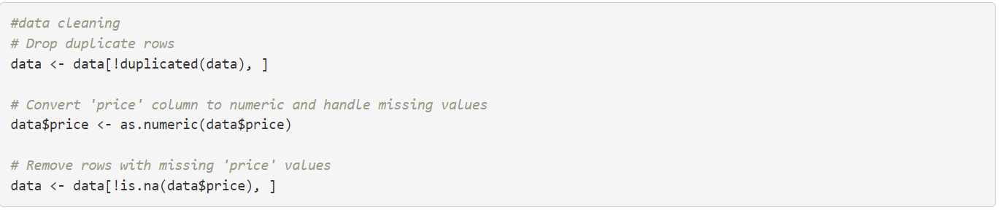 #data cleaning
# Drop duplicate rows
data <- data[!duplicated(data), ]
# Convert 'price' column to numeric and handle missing values
data$price <- as.numeric(data$price)
# Remove rows with missing 'price' values
data <- data[!is.na(data$price), ]